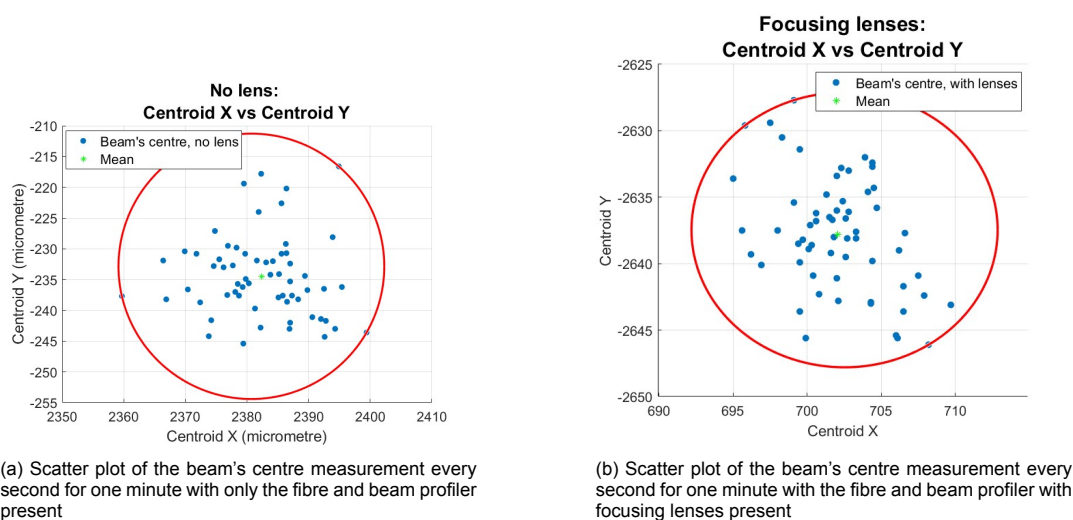 No lens:
Centroid X vs Centroid Y
-210
-215
-220
-225
-230
-235
-240
-245
-250
-255
Centroid Y (micrometre)
Beam's centre, no lens
Mean
2350 2360 2370 2380 2390 2400 2410
Centroid X (micrometre)
(a) Scatter plot of the beam's centre measurement every
second for one minute with only the fibre and beam profiler
present
Focusing lenses:
Centroid X vs Centroid Y
-2625
-2630
-2635
-2640
-2645
-2650
Centroid Y
Beam's centre, with lenses
Mean
690 695 700 705 710
Centroid X
(b) Scatter plot of the beam's centre measurement every
second for one minute with the fibre and beam profiler with
focusing lenses present